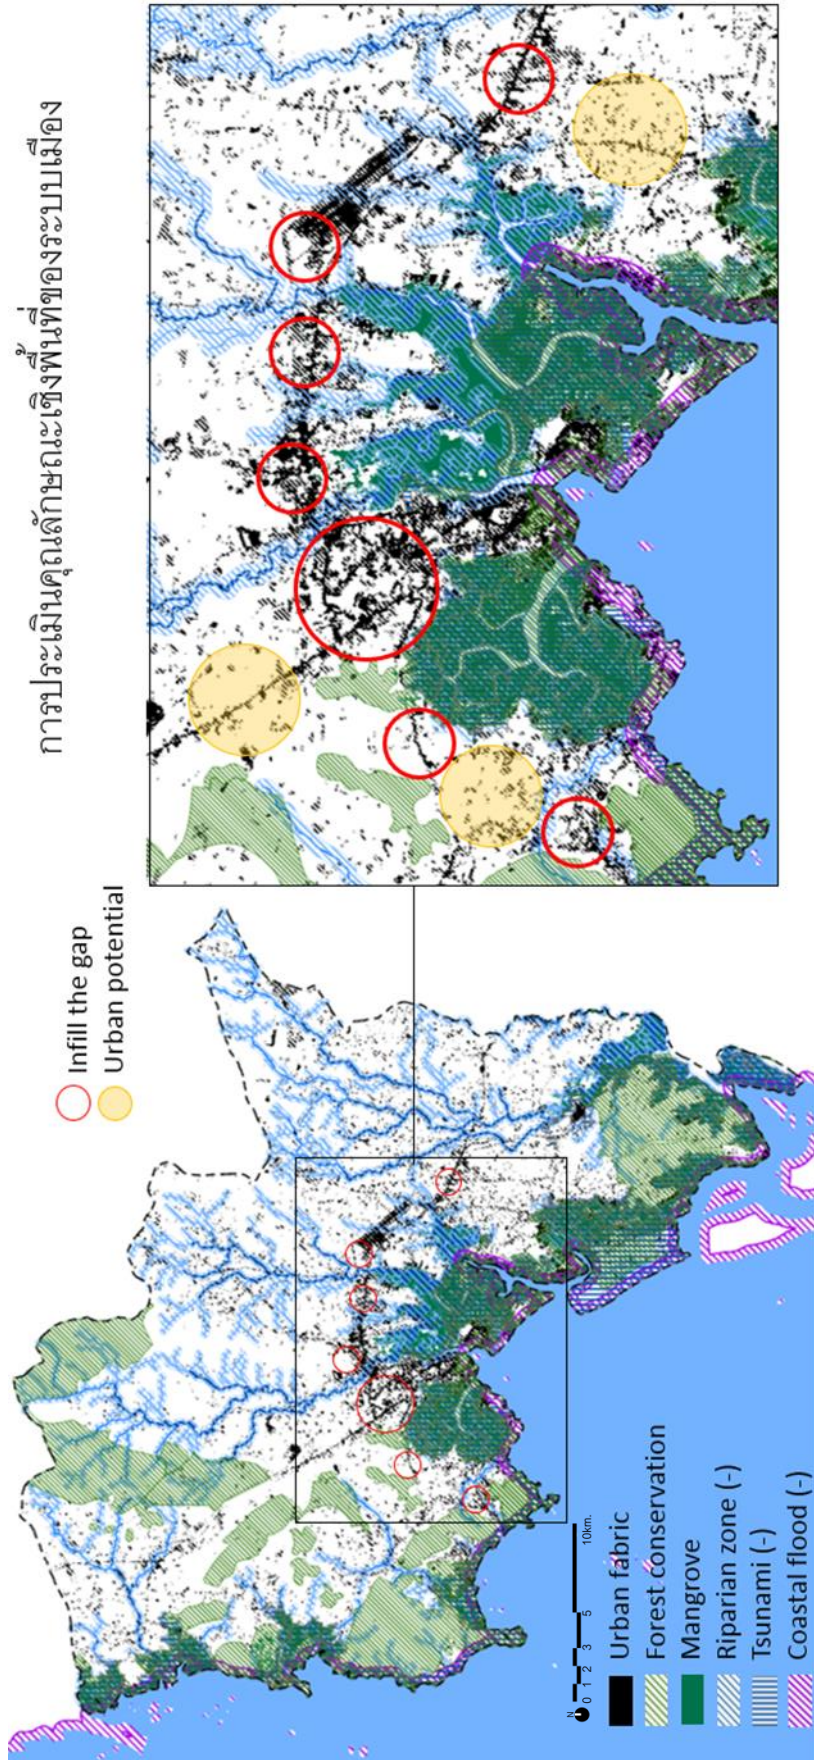 การประเมินคุณลักษณะเชิงพื้นที่ของระบบเมือง
Infill the gap
Urban potential
N
0 1 2 3 5 10km.
Urban fabric
Forest conservation
Mangrove
Riparian zone (-)
Tsunami (-)
Coastal flood (-)